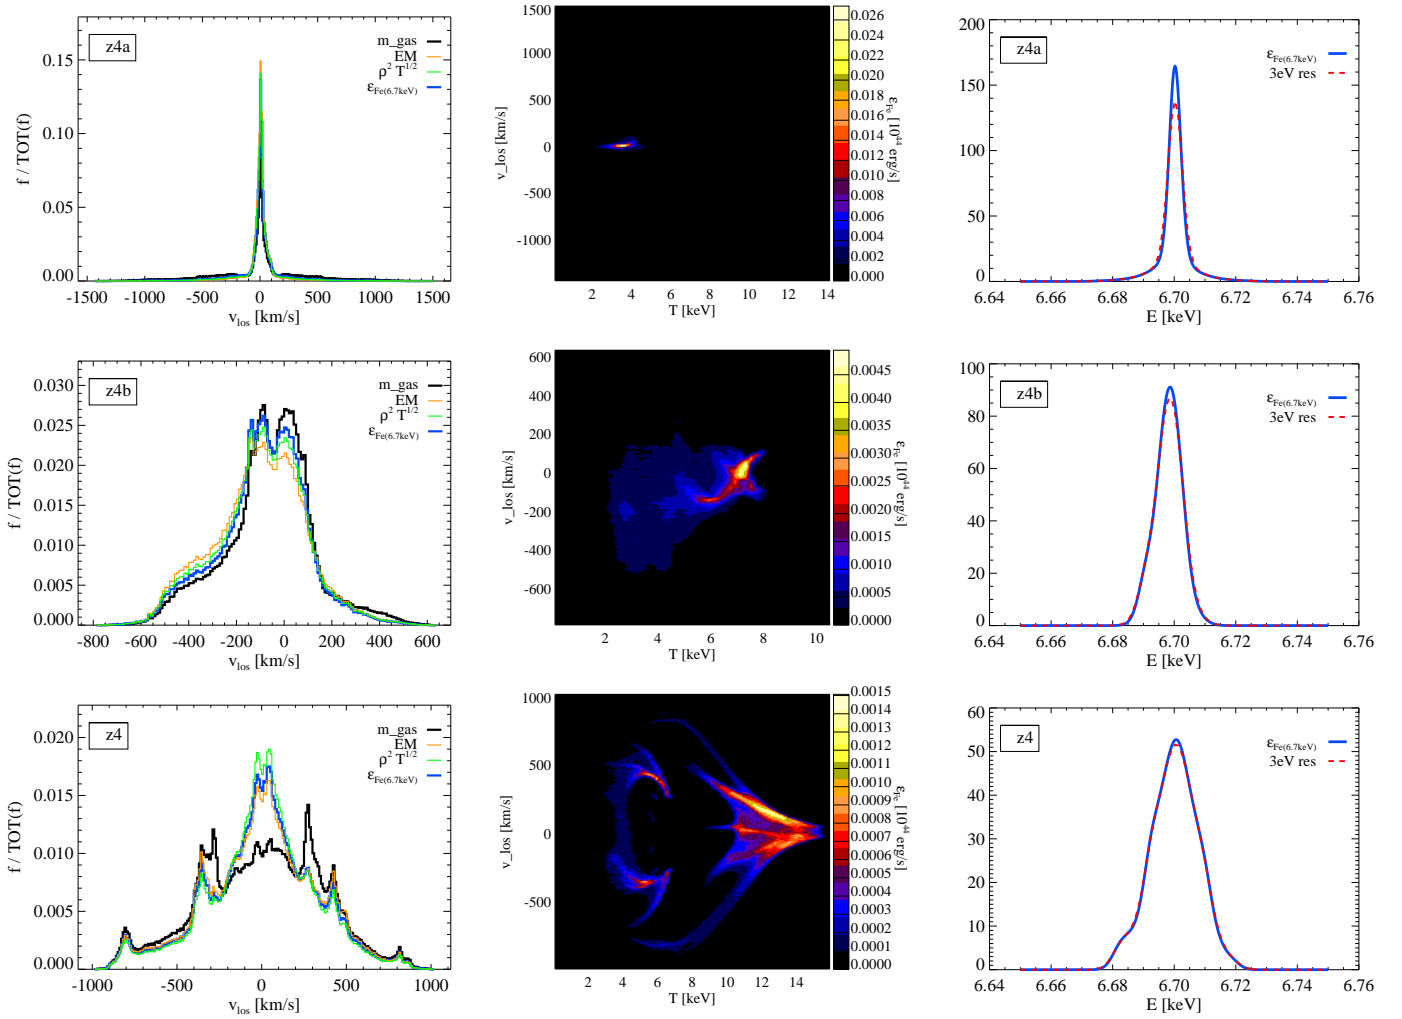 z4a
m_gas
EM
ρ² T^1/2
ε_Fe(6.7keV)
0.15
0.10
0.05
0.00
f / TOT(f)
-1500 -1000 -500 0 500 1000 1500
v_los [km/s]
1500
1000
500
0
-500
-1000
v_los [km/s]
2 4 6 8 10 12 14
T [keV]
0.026
0.024
0.022
0.020
0.018
0.016
0.014
0.012
0.010
0.008
0.006
0.004
0.002
0.000
ε_Fe [10^44 erg/s]
z4a
ε_Fe(6.7keV)
3eV res
200
150
100
50
0
6.64 6.66 6.68 6.70 6.72 6.74 6.76
E [keV]
z4b
m_gas
EM
ρ² T^1/2
ε_Fe(6.7keV)
0.030
0.025
0.020
0.015
0.010
0.005
0.000
f / TOT(f)
-800 -600 -400 -200 0 200 400 600
v_los [km/s]
600
400
200
0
-200
-400
-600
v_los [km/s]
2 4 6 8 10
T [keV]
0.0045
0.0040
0.0035
0.0030
0.0025
0.0020
0.0015
0.0010
0.0005
0.0000
ε_Fe [10^44 erg/s]
z4b
ε_Fe(6.7keV)
3eV res
100
80
60
40
20
0
6.64 6.66 6.68 6.70 6.72 6.74 6.76
E [keV]
z4
m_gas
EM
ρ² T^1/2
ε_Fe(6.7keV)
0.020
0.015
0.010
0.005
0.000
f / TOT(f)
-1000 -500 0 500 1000
v_los [km/s]
1000
500
0
-500
v_los [km/s]
2 4 6 8 10 12 14
T [keV]
0.0015
0.0014
0.0013
0.0012
0.0011
0.0010
0.0009
0.0008
0.0007
0.0006
0.0005
0.0004
0.0003
0.0002
0.0001
0.0000
ε_Fe [10^44 erg/s]
z4
ε_Fe(6.7keV)
3eV res
60
50
40
30
20
10
0
6.64 6.66 6.68 6.70 6.72 6.74 6.76
E [keV]